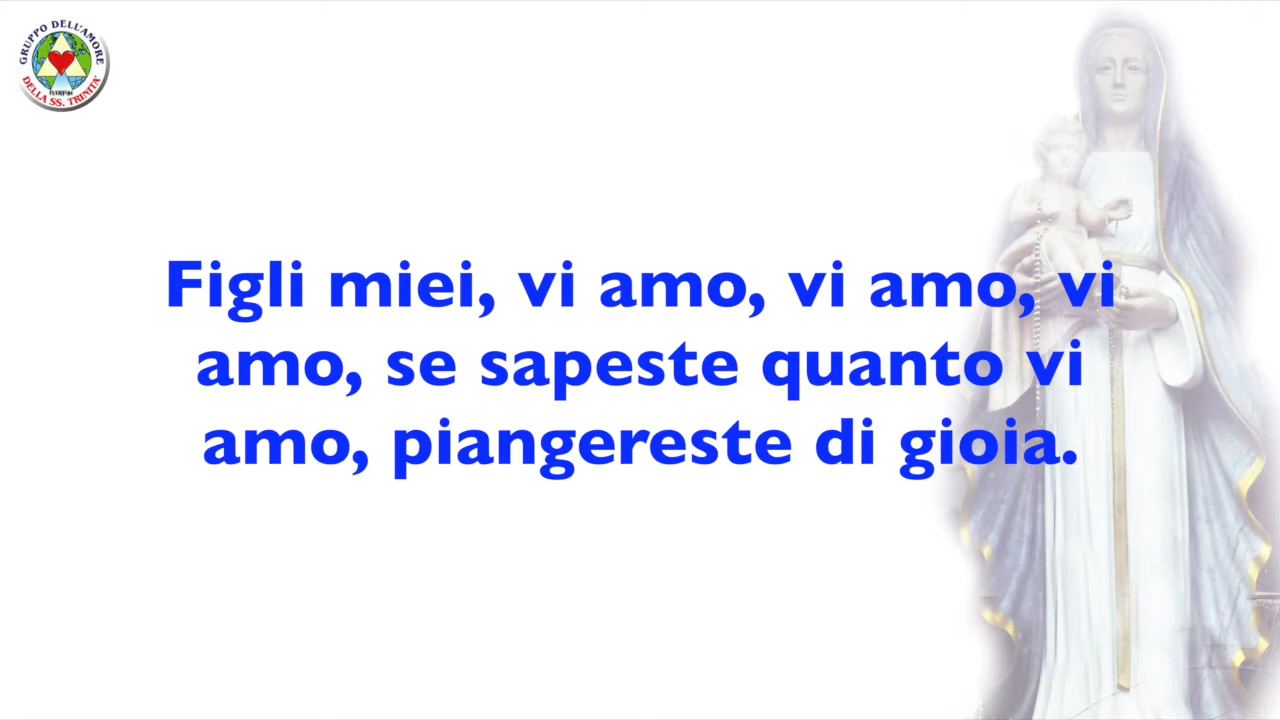 GRUPPO DELL'AMORE
DELLA SS. TRINITA'
Figli miei, vi amo, vi amo, vi
amo, se sapeste quanto vi
amo, piangereste di gioia.